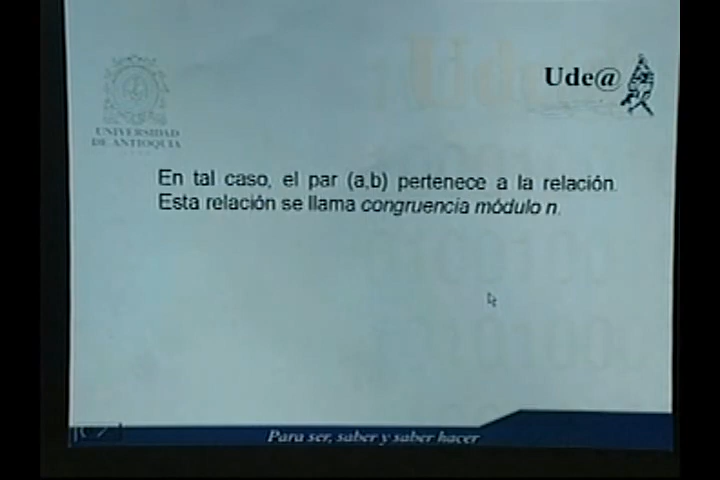 Ude@
UNIVERSIDAD
DE ANTIOQUIA
En tal caso, el par (a,b) pertenece a la relación.
Esta relación se llama congruencia módulo n.
Para ser, saber y saber hacer